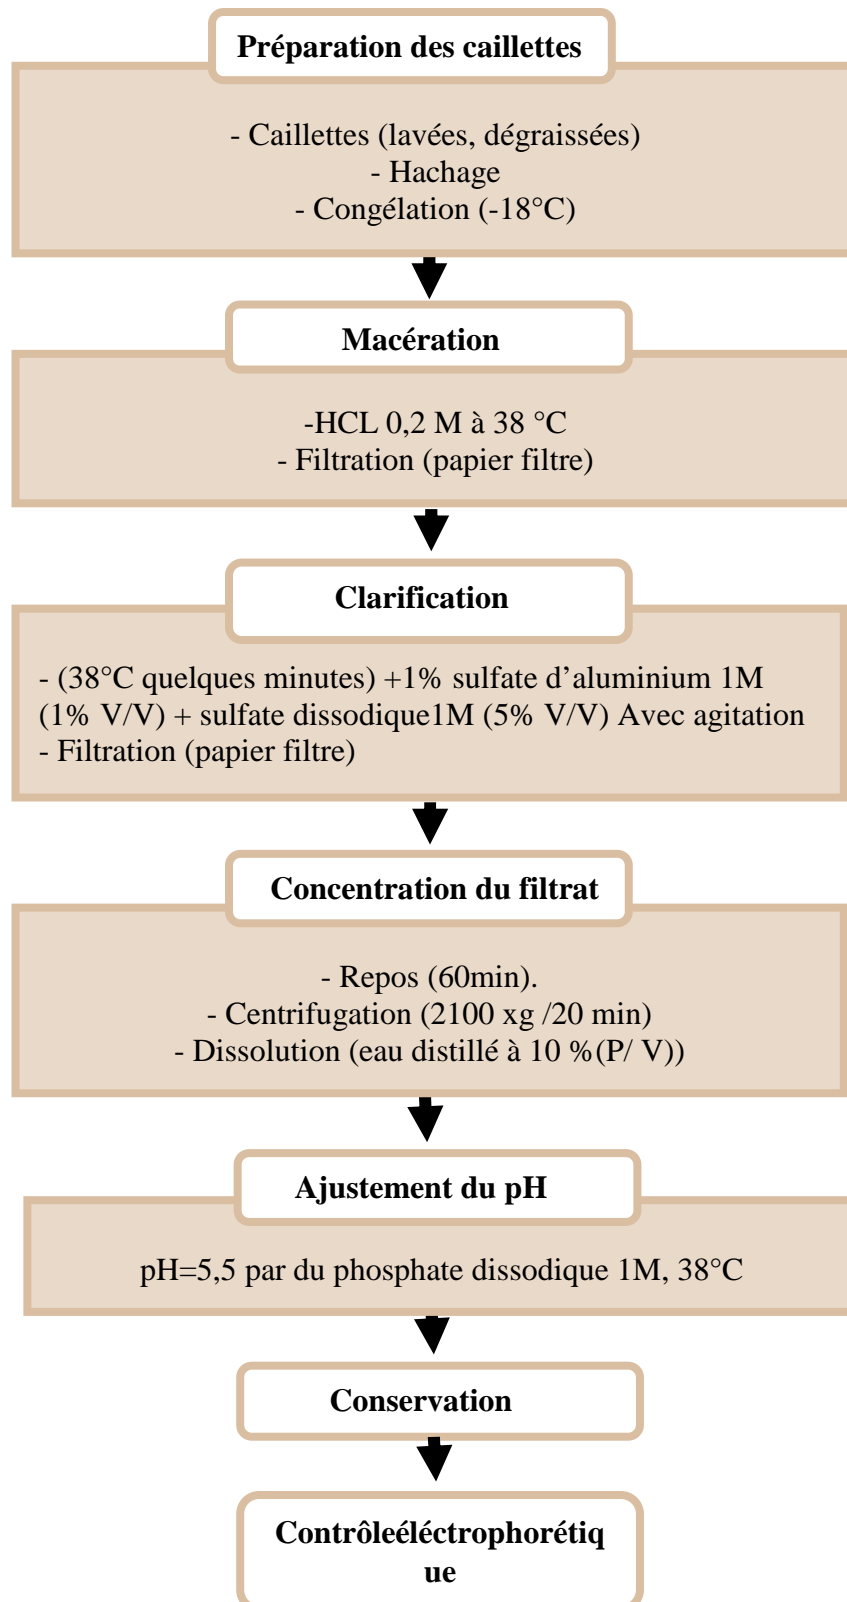 Préparation des caillettes
- Caillettes (lavées, dégraissées)
- Hachage
- Congélation (-18°C)
Macération
-HCL 0,2 M à 38 °C
- Filtration (papier filtre)
Clarification
- (38°C quelques minutes) +1% sulfate d'aluminium 1M
(1% V/V) + sulfate dissodique1M (5% V/V) Avec agitation
- Filtration (papier filtre)
Concentration du filtrat
- Repos (60min).
- Centrifugation (2100 xg /20 min)
- Dissolution (eau distillé à 10 %(P/ V))
Ajustement du pH
pH=5,5 par du phosphate dissodique 1M, 38°C
Conservation
Contrôleéléctrophorétiq
ue